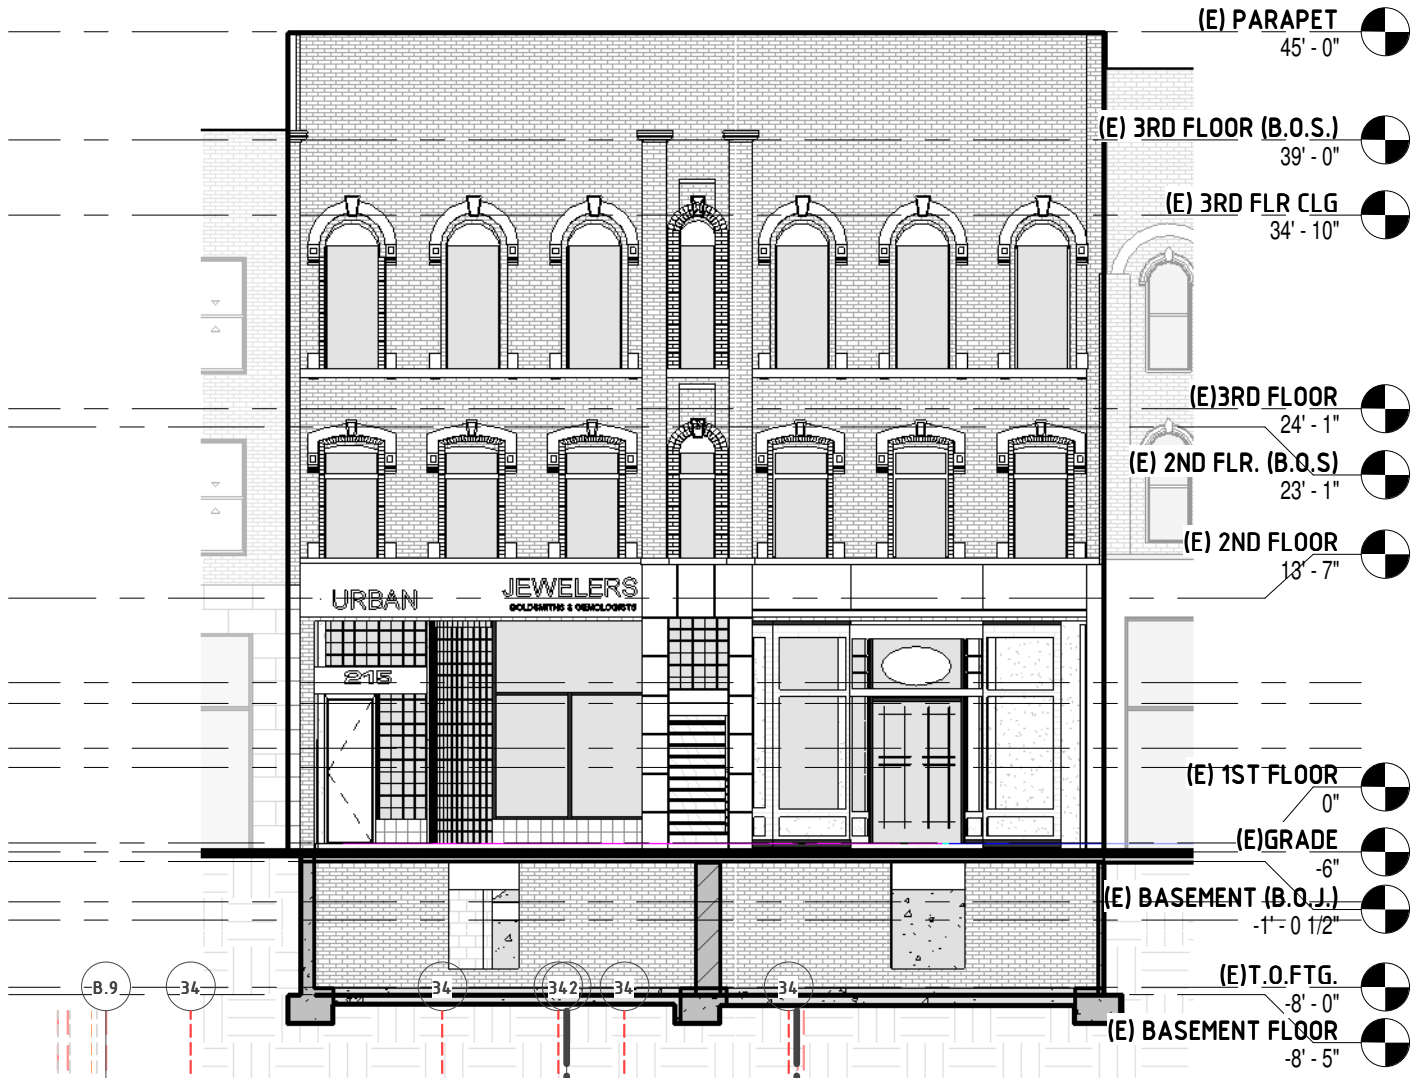 (E) PARAPET
45' - 0"
(E) 3RD FLOOR (B.O.S.)
39' - 0"
(E) 3RD FLR CLG
34' - 10"
(E)3RD FLOOR
24' - 1"
(E) 2ND FLR. (B.O.S)
23' - 1"
(E) 2ND FLOOR
13' - 7"
URBAN
JEWELERS
GOLDSMITHS & GEMOLOGISTS
215
(E) 1ST FLOOR
0"
(E)GRADE
-6"
(E) BASEMENT (B.O.J.)
-1' - 0 1/2"
B.9
34
34
342
34
34
(E)T.O.FTG.
-8' - 0"
(E) BASEMENT FLOOR
-8' - 5"